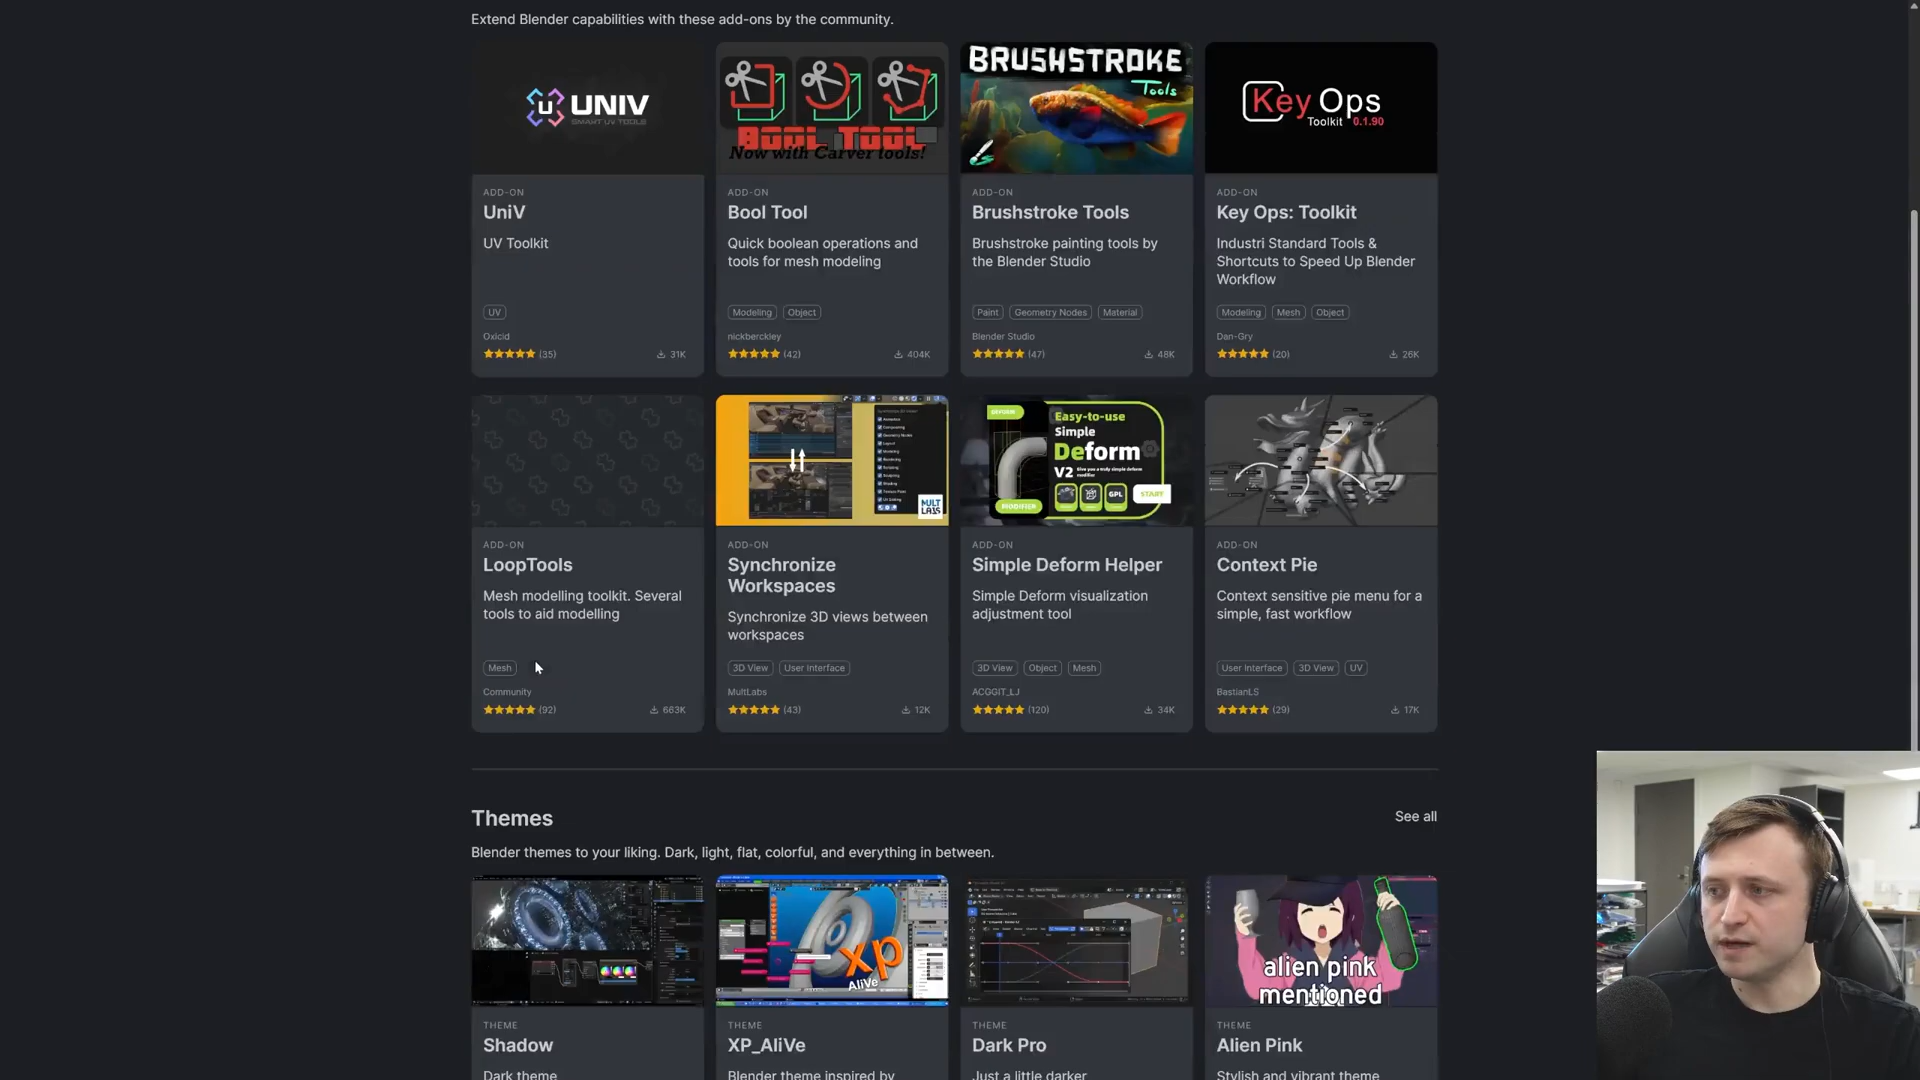 Extend Blender capabilities with these add-ons by the community.
UNIV
SMART UV TOOLS
BOOL TOOL
Now with Carver tools!
BRUSHSTROKE
Tools
Key Ops
Toolkit 0.1.90
ADD-ON
UniV
UV Toolkit
UV
Oxicid
(35)
31K
ADD-ON
Bool Tool
Quick boolean operations and
tools for mesh modeling
Modeling
Object
nickberckley
(42)
404K
ADD-ON
Brushstroke Tools
Brushstroke painting tools by
the Blender Studio
Paint
Geometry Nodes
Material
Blender Studio
(47)
48K
ADD-ON
Key Ops: Toolkit
Industri Standard Tools &
Shortcuts to Speed Up Blender
Workflow
Modeling
Mesh
Object
Dan-Gry
(20)
26K
MULT
LABS
DEFORM
Easy-to-use
Simple
Deform
V2
GPL
START
MODIFIER
ADD-ON
LoopTools
Mesh modelling toolkit. Several
tools to aid modelling
Mesh
Community
(92)
663K
ADD-ON
Synchronize
Workspaces
Synchronize 3D views between
workspaces
3D View
User Interface
MultLabs
(43)
12K
ADD-ON
Simple Deform Helper
Simple Deform visualization
adjustment tool
3D View
Object
Mesh
ACGGIT_LJ
(120)
34K
ADD-ON
Context Pie
Context sensitive pie menu for a
simple, fast workflow
User Interface
3D View
UV
BastianLS
(29)
17K
Themes
See all
Blender themes to your liking. Dark, light, flat, colorful, and everything in between.
xp
AliVe
alien pink
mentioned
THEME
Shadow
Dark theme
THEME
XP_AliVe
Blender theme inspired by
THEME
Dark Pro
Just a little darker
THEME
Alien Pink
Stylish and vibrant theme